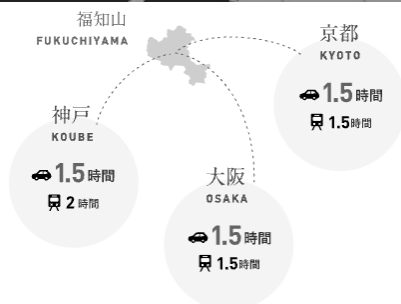 福知山
FUKUCHIYAMA
京都
KYOTO
1.5時間
1.5時間
神戸
KOUBE
1.5時間
2時間
大阪
OSAKA
1.5時間
1.5時間